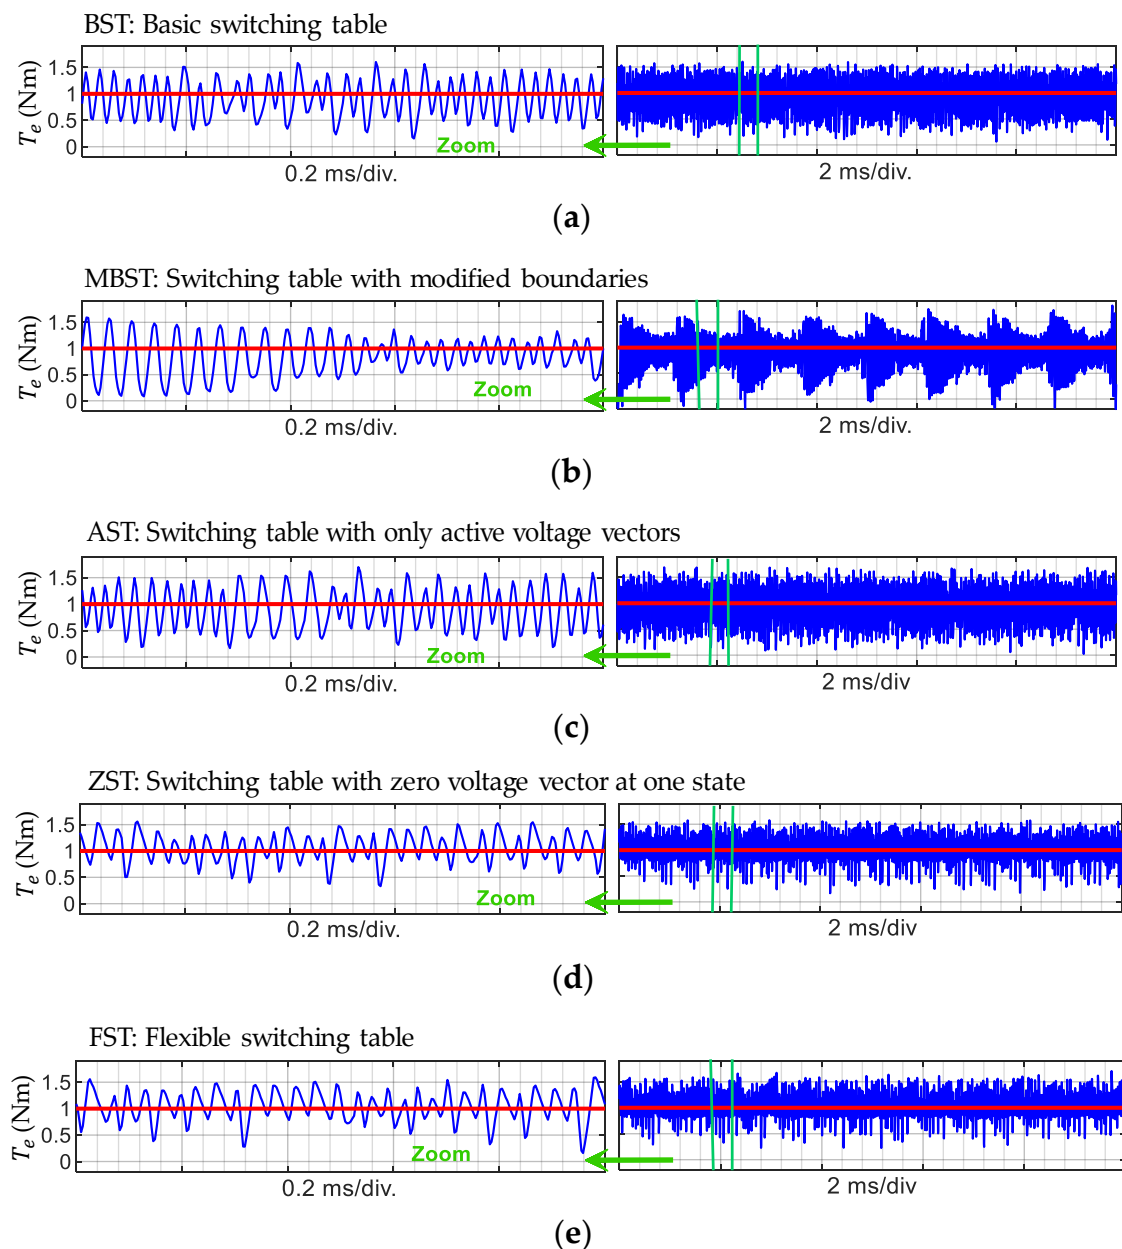 BST: Basic switching table
T_e (Nm)
1.5
1
0.5
0
Zoom
0.2 ms/div.
2 ms/div.
(a)
MBST: Switching table with modified boundaries
T_e (Nm)
1.5
1
0.5
0
Zoom
0.2 ms/div.
2 ms/div.
(b)
AST: Switching table with only active voltage vectors
T_e (Nm)
1.5
1
0.5
0
Zoom
0.2 ms/div.
2 ms/div
(c)
ZST: Switching table with zero voltage vector at one state
T_e (Nm)
1.5
1
0.5
0
Zoom
0.2 ms/div.
2 ms/div
(d)
FST: Flexible switching table
T_e (Nm)
1.5
1
0.5
0
Zoom
0.2 ms/div.
2 ms/div
(e)